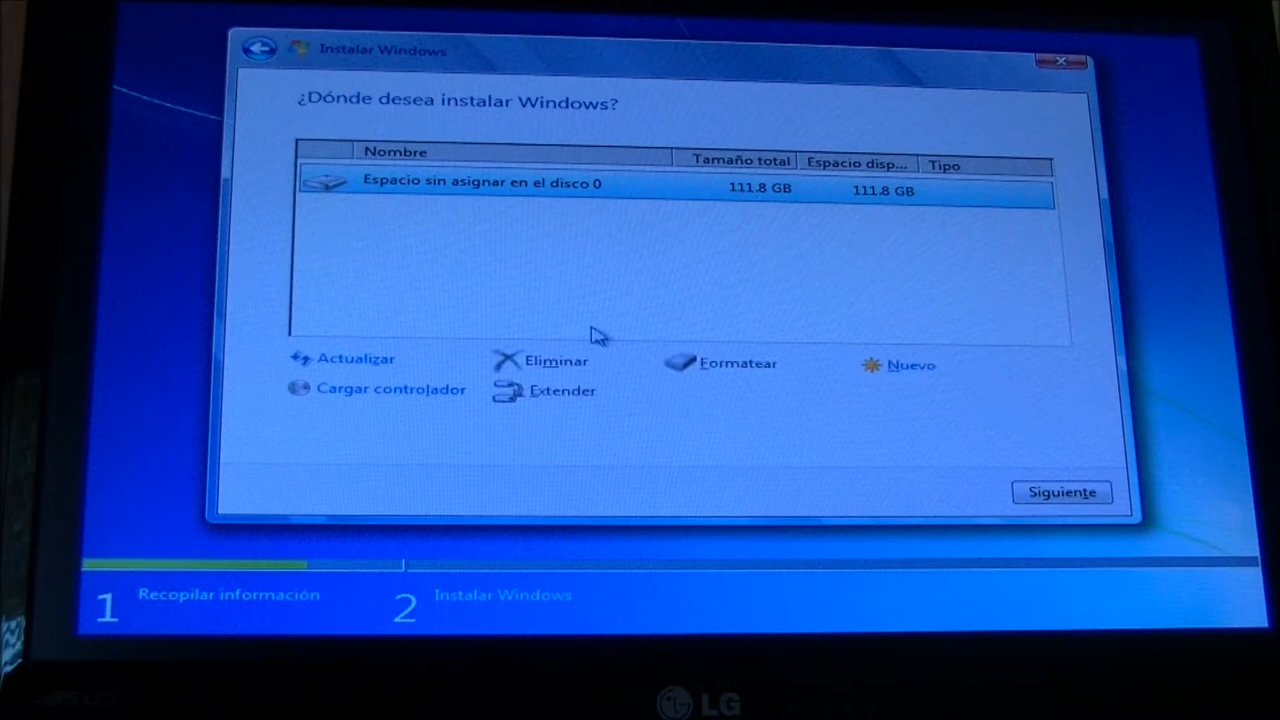 Instalar Windows
¿Dónde desea instalar Windows?
Nombre Tamaño total Espacio disp... Tipo
Espacio sin asignar en el disco 0 111.8 GB 111.8 GB
Actualizar Eliminar Formatear Nuevo
Cargar controlador Extender
Siguiente
1 Recopilar información 2 Instalar Windows
LG